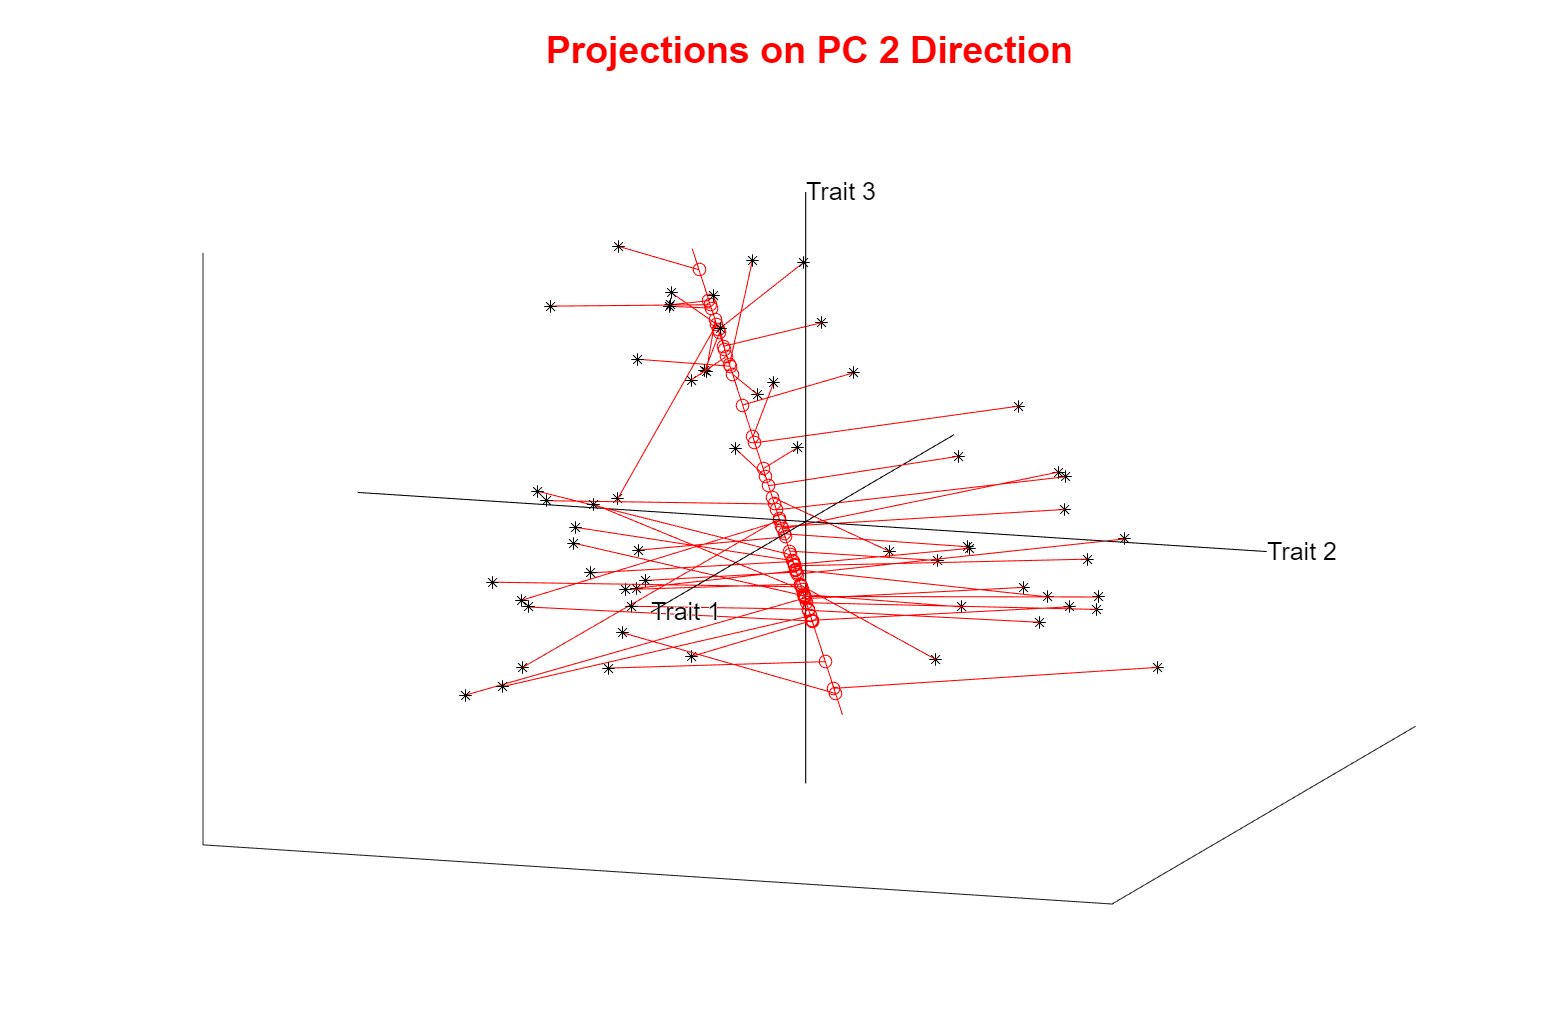 Projections on PC 2 Direction
Trait 3
Trait 2
Trait 1